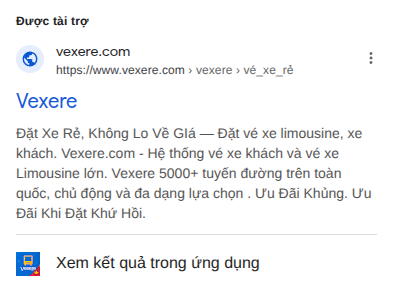 Được tài trợ
vexere.com
https://www.vexere.com › vexere › vé_xe_rẻ
Vexere
Đặt Xe Rẻ, Không Lo Về Giá — Đặt vé xe limousine, xe
khách. Vexere.com - Hệ thống vé xe khách và vé xe
Limousine lớn. Vexere 5000+ tuyến đường trên toàn
quốc, chủ động và đa dạng lựa chọn . Ưu Đãi Khủng. Ưu
Đãi Khi Đặt Khứ Hồi.
vexere
Xem kết quả trong ứng dụng